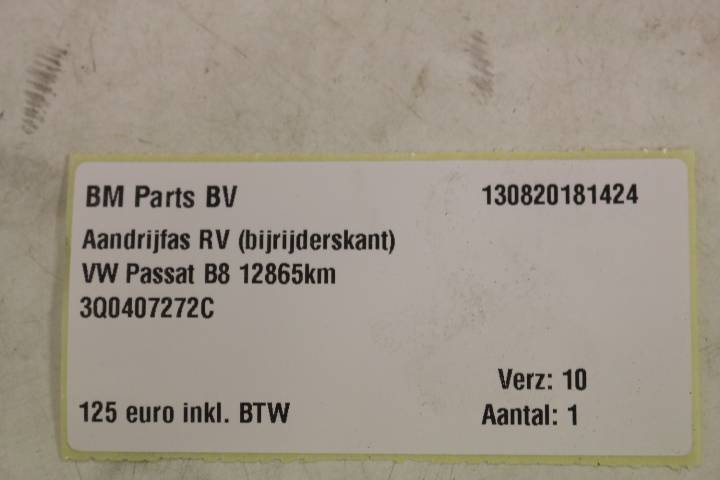 BM Parts BV 130820181424
Aandrijfas RV (bijrijderskant)
VW Passat B8 12865km
3Q0407272C
Verz: 10
125 euro inkl. BTW Aantal: 1